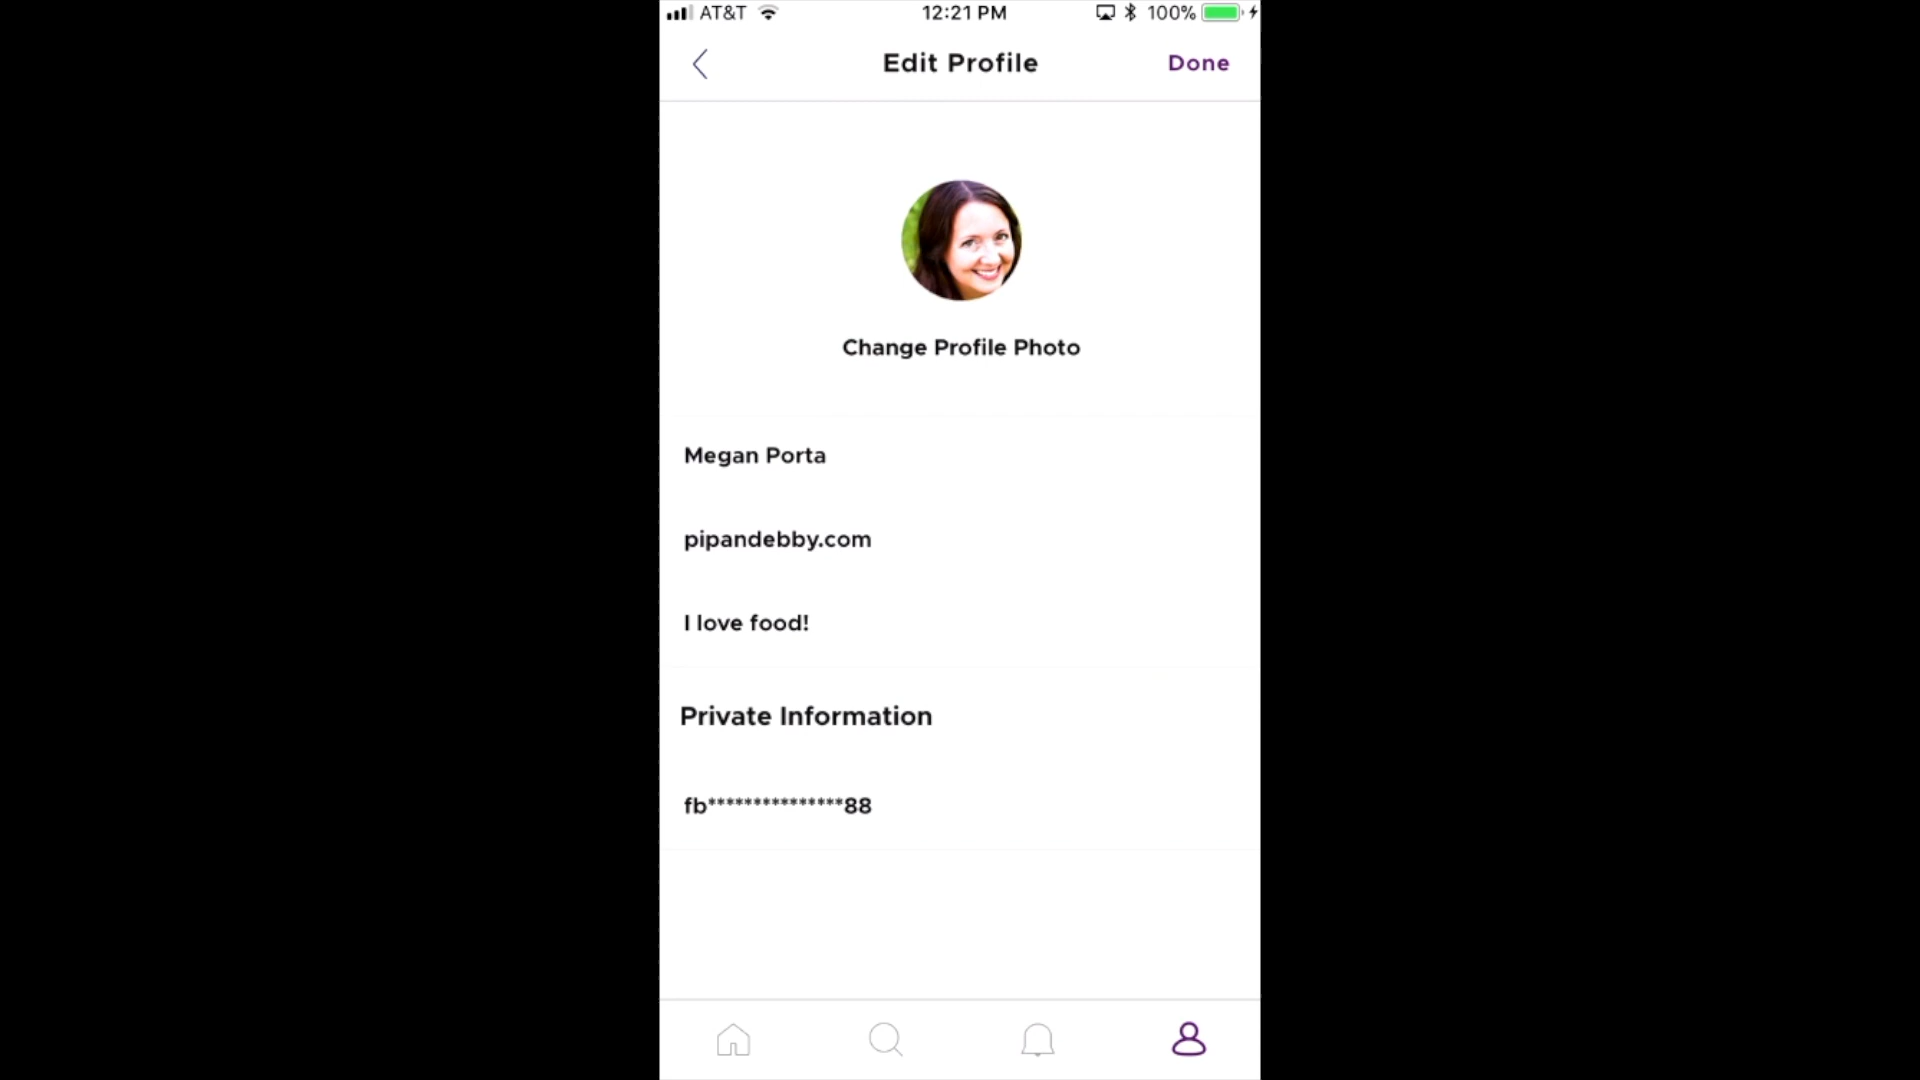 AT&T 12:21 PM 100%
Edit Profile Done
Change Profile Photo
Megan Porta
pipandebby.com
I love food!
Private Information
fb***************88